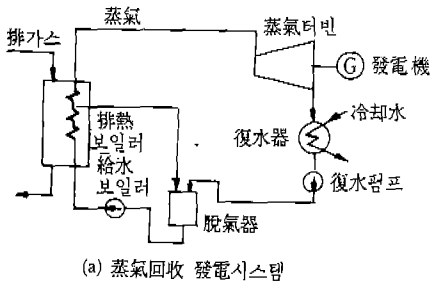 蒸氣
排가스
蒸氣터빈
G 發電機
冷却水
復水器
排熱
보일러
給水
보일러
復水펌프
脫氣器
(a) 蒸氣回收 發電시스템